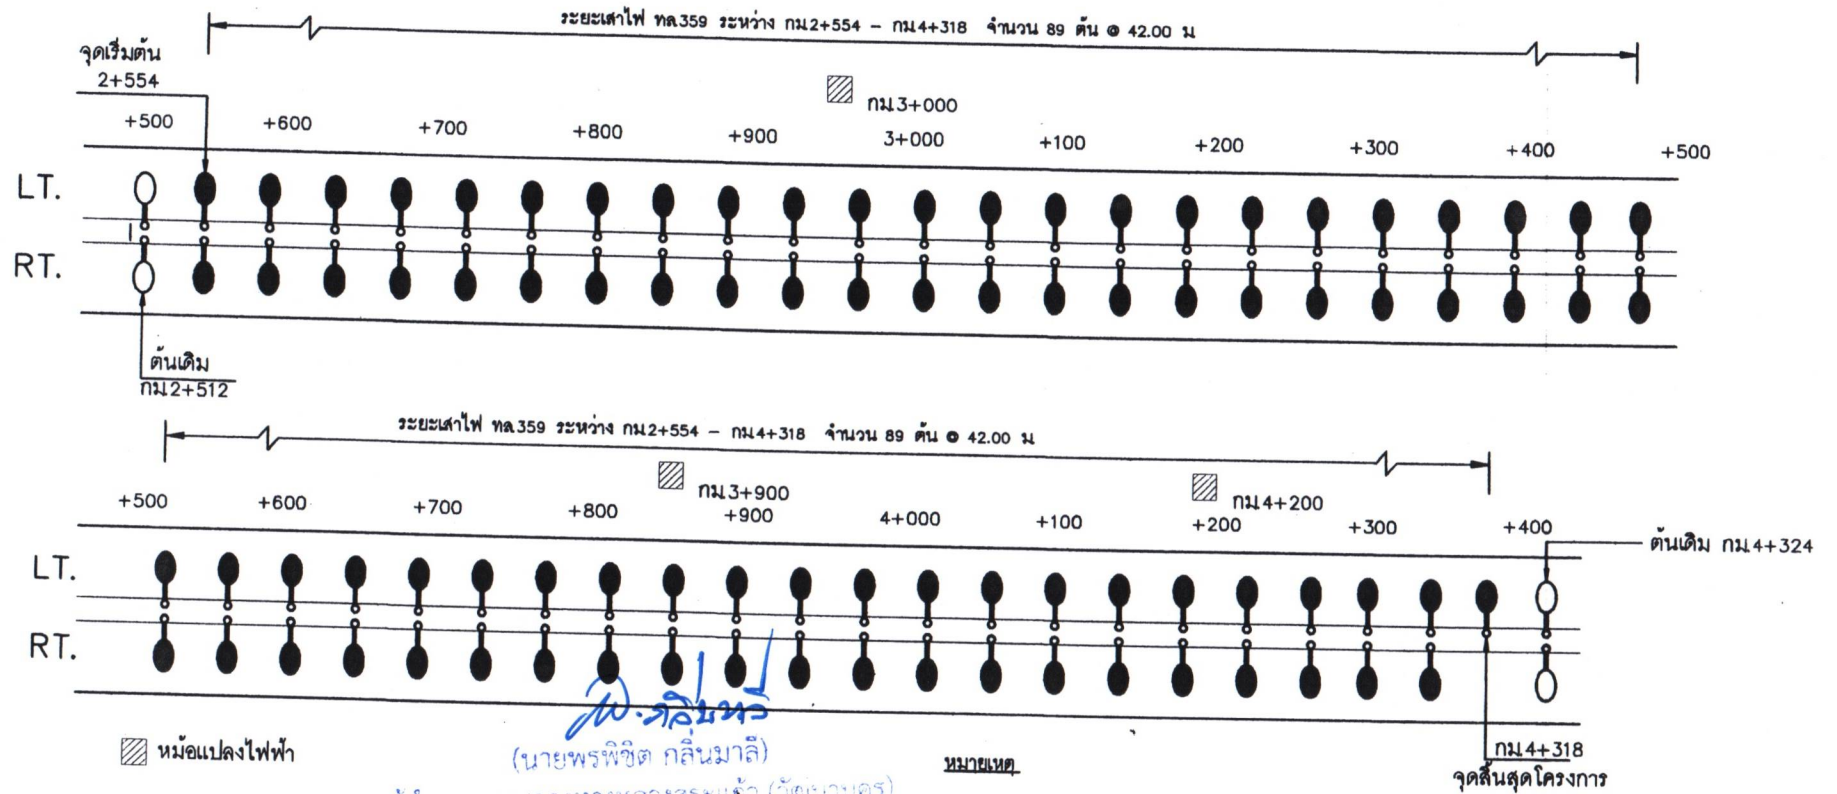 ระยะเสาไฟ ทล.359 ระหว่าง กม.2+554 - กม.4+318 จำนวน 89 ต้น @ 42.00 ม
จุดเริ่มต้น
2+554
กม.3+000
+500 +600 +700 +800 +900 3+000 +100 +200 +300 +400 +500
LT.
RT.
ต้นเดิม
กม.2+512
ระยะเสาไฟ ทล.359 ระหว่าง กม.2+554 - กม.4+318 จำนวน 89 ต้น @ 42.00 ม
กม.3+900 กม.4+200
+500 +600 +700 +800 +900 4+000 +100 +200 +300 +400
ต้นเดิม กม.4+324
LT.
RT.
หม้อแปลงไฟฟ้า
(นายพรพิชิต กลิ่นมาลี)
หมายเหตุ
กม.4+318
จุดสิ้นสุดโครงการ